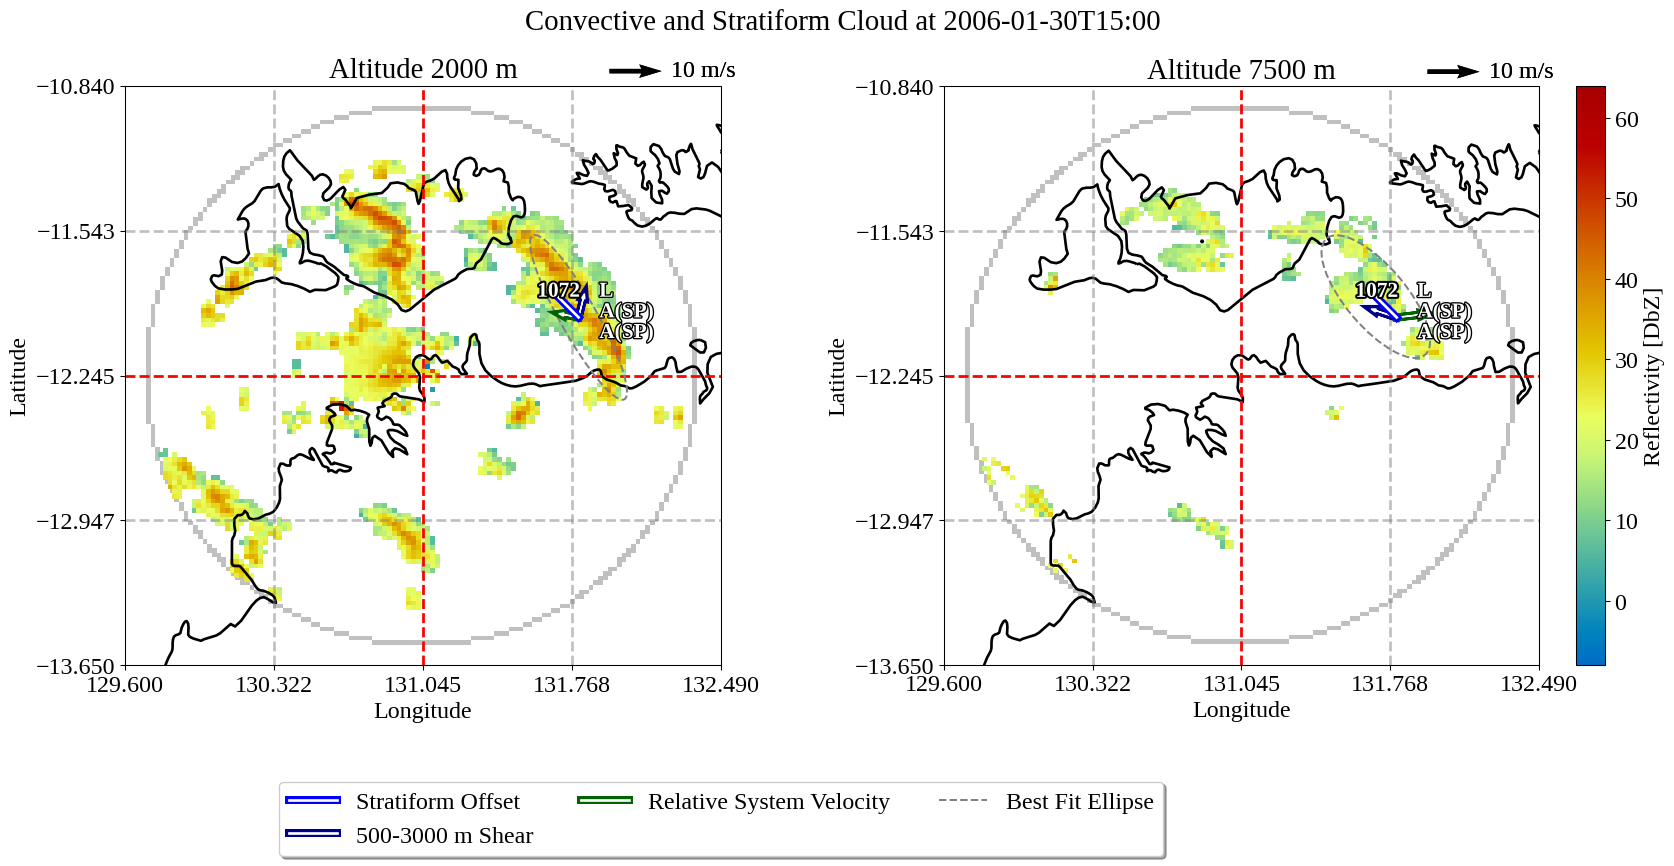 Convective and Stratiform Cloud at 2006-01-30T15:00
Altitude 2000 m
10 m/s
−10.840
−11.543
−12.245
−12.947
−13.650
129.600
130.322
131.045
131.768
132.490
Longitude
Latitude
1072
L
A(SP)
A(SP)
Altitude 7500 m
10 m/s
−10.840
−11.543
−12.245
−12.947
−13.650
129.600
130.322
131.045
131.768
132.490
Longitude
Latitude
1072
L
A(SP)
A(SP)
60
50
40
30
20
10
0
Reflectivity [DbZ]
Stratiform Offset
500-3000 m Shear
Relative System Velocity
Best Fit Ellipse